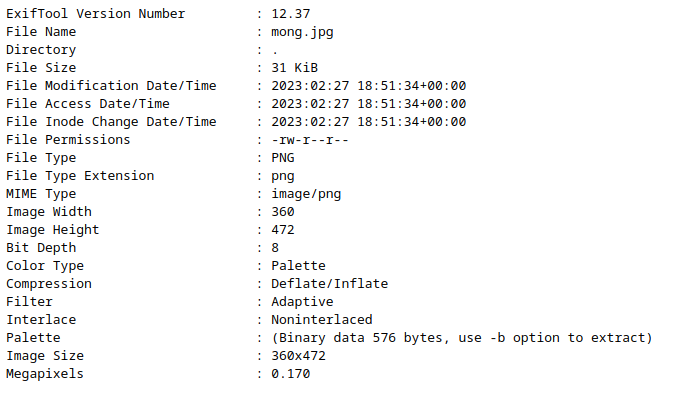 ExifTool Version Number : 12.37
File Name : mong.jpg
Directory : .
File Size : 31 KiB
File Modification Date/Time : 2023:02:27 18:51:34+00:00
File Access Date/Time : 2023:02:27 18:51:34+00:00
File Inode Change Date/Time : 2023:02:27 18:51:34+00:00
File Permissions : -rw-r--r--
File Type : PNG
File Type Extension : png
MIME Type : image/png
Image Width : 360
Image Height : 472
Bit Depth : 8
Color Type : Palette
Compression : Deflate/Inflate
Filter : Adaptive
Interlace : Noninterlaced
Palette : (Binary data 576 bytes, use -b option to extract)
Image Size : 360x472
Megapixels : 0.170